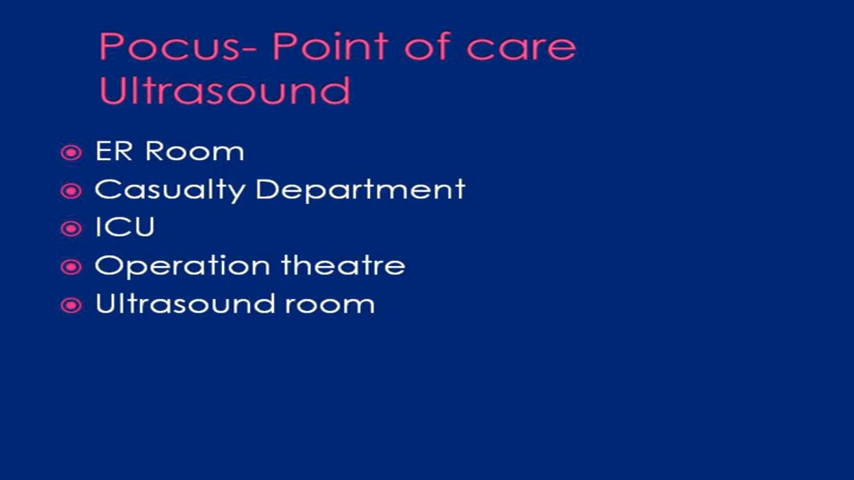 Pocus- Point of care
Ultrasound
ER Room
Casualty Department
ICU
Operation theatre
Ultrasound room